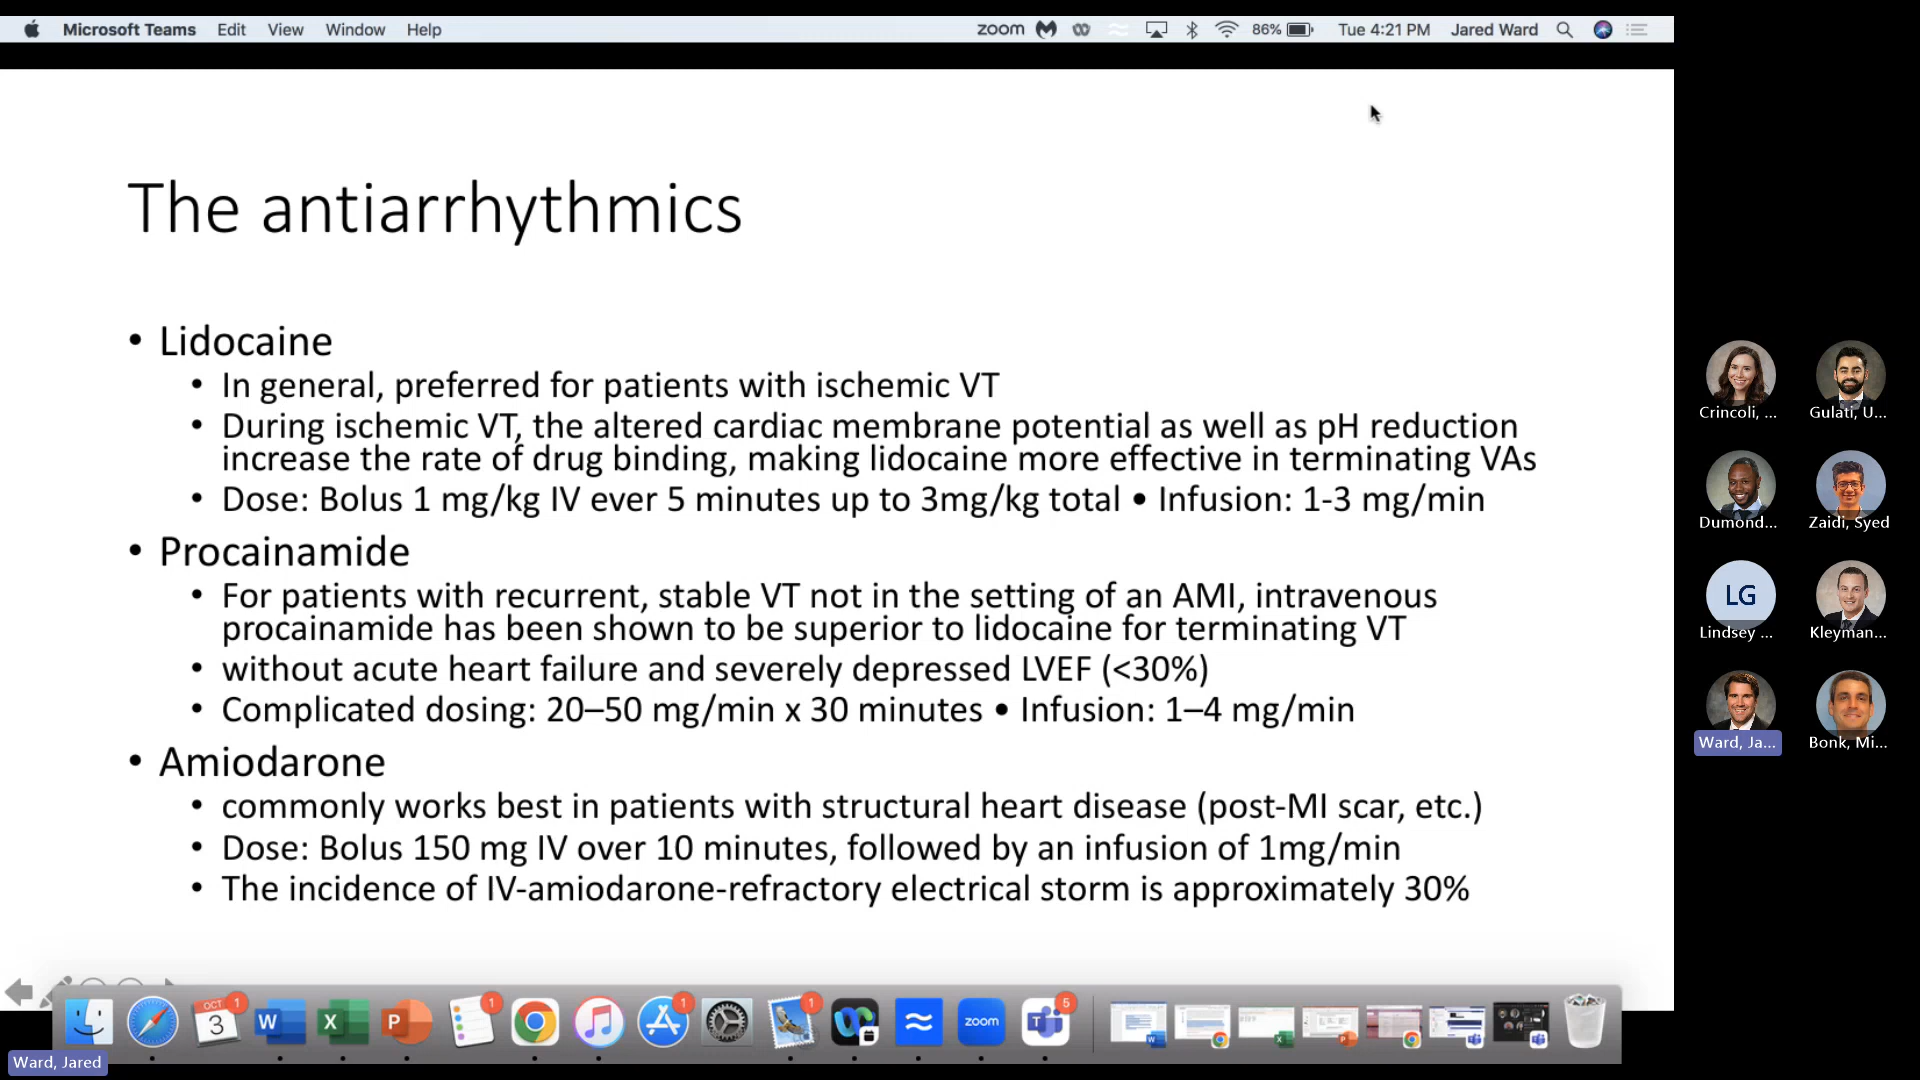 Microsoft Teams Edit View Window Help zoom 86% Tue 4:21 PM Jared Ward
The antiarrhythmics
• Lidocaine
• In general, preferred for patients with ischemic VT
• During ischemic VT, the altered cardiac membrane potential as well as pH reduction
increase the rate of drug binding, making lidocaine more effective in terminating VAs
• Dose: Bolus 1 mg/kg IV ever 5 minutes up to 3mg/kg total • Infusion: 1-3 mg/min
• Procainamide
• For patients with recurrent, stable VT not in the setting of an AMI, intravenous
procainamide has been shown to be superior to lidocaine for terminating VT
• without acute heart failure and severely depressed LVEF (<30%)
• Complicated dosing: 20–50 mg/min x 30 minutes • Infusion: 1–4 mg/min
• Amiodarone
• commonly works best in patients with structural heart disease (post-MI scar, etc.)
• Dose: Bolus 150 mg IV over 10 minutes, followed by an infusion of 1mg/min
• The incidence of IV-amiodarone-refractory electrical storm is approximately 30%
Crincoli, ... Gulati, U...
Dumond... Zaidi, Syed
LG
Lindsey ... Kleyman...
Ward, Ja... Bonk, Mi...
OCT 1 1 1 1 5
3 W X P zoom T
Ward, Jared